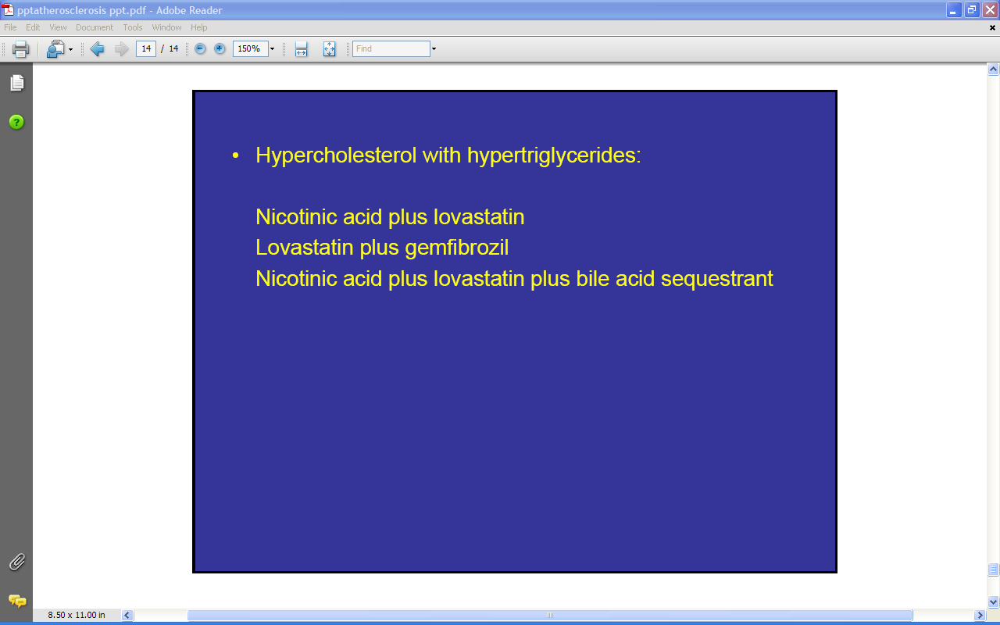 pptatherosclerosis ppt.pdf - Adobe Reader
File Edit View Document Tools Window Help
14 / 14 150% Find
• Hypercholesterol with hypertriglycerides:
Nicotinic acid plus lovastatin
Lovastatin plus gemfibrozil
Nicotinic acid plus lovastatin plus bile acid sequestrant
8.50 x 11.00 in